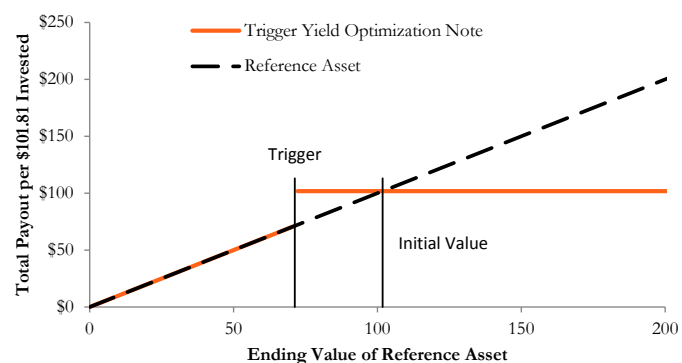 $250
$200
$150
$100
$50
$0
Total Payout per $101.81 Invested
Trigger Yield Optimization Note
Reference Asset
Trigger
Initial Value
0
50
100
150
200
Ending Value of Reference Asset